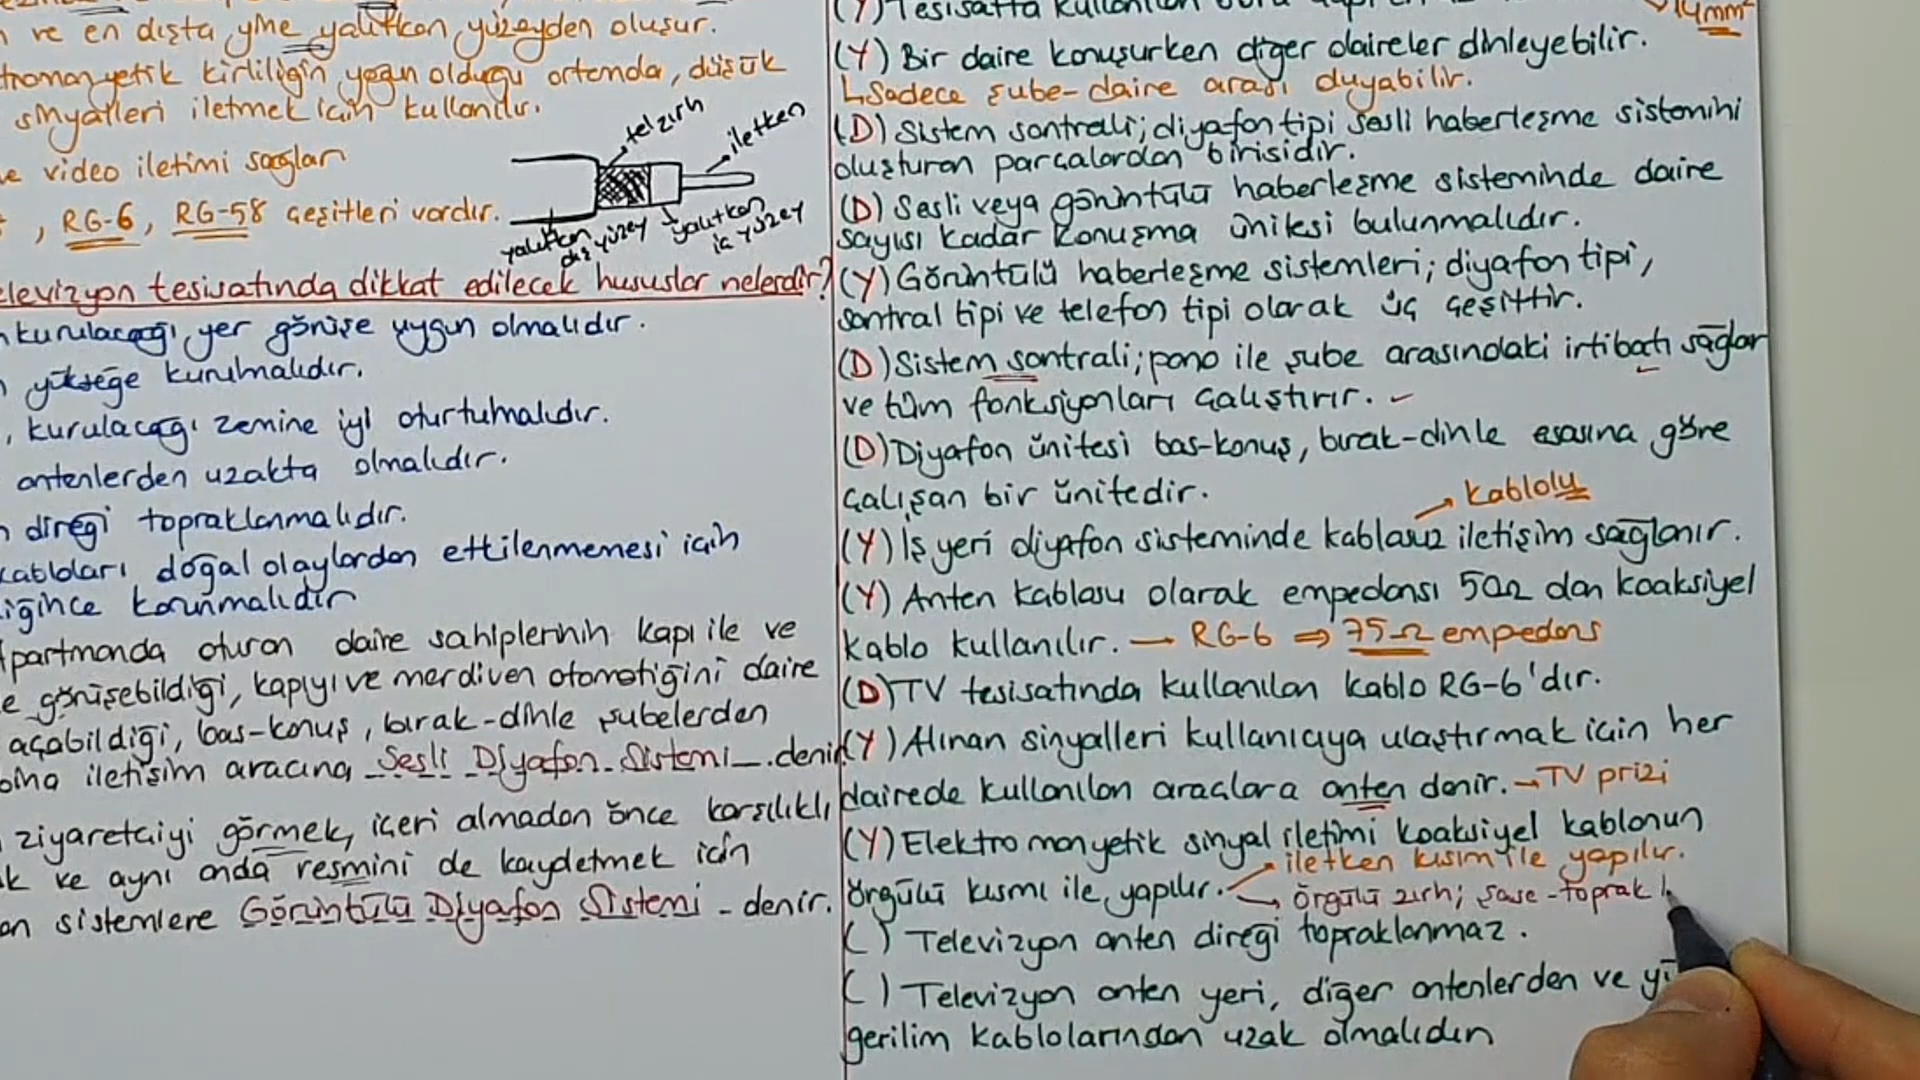 ve en dışta yine yalıtkan yüzeyden oluşur.
kirliliğin yoğun olduğu ortamda, düşük
sinyalleri iletmek için kullanılır.
video iletimi sağlar
, RG-6, RG-58 çeşitleri vardır.
tel zırh
iletken
yalıtkan dış yüzey
yalıtkan iç yüzey
tesisatında dikkat edilecek hususlar nelerdir?
kurulacağı yer görüşe uygun olmalıdır.
yükseğe kurulmalıdır.
, kurulacağı zemine iyi oturtulmalıdır.
antenlerden uzakta olmalıdır.
direği topraklanmalıdır.
doğal olaylardan etkilenmemesi için
korunmalıdır
oturan daire sahiplerinin kapı ile ve
görüşebildiği, kapıyı ve merdiven otomatiğini daire
açabildiği, bas-konuş, bırak-dinle şubelerden
iletişim aracına Sesli Diyafon Sistemi denir
ziyaretçiyi görmek, içeri almadan önce karşılıklı
ve aynı anda resmini de kaydetmek için
sistemlere Görüntülü Diyafon Sistemi denir.
(Y) Tesisatta kullanılan boru
14mm²
(Y) Bir daire konuşurken diğer daireler dinleyebilir.
↳Sadece şube-daire arası duyabilir.
(D) Sistem santrali; diyafon tipi sesli haberleşme sistemini
oluşturan parçalardan birisidir.
(D) Sesli veya görüntülü haberleşme sisteminde daire
sayısı kadar konuşma ünitesi bulunmalıdır.
(Y) Görüntülü haberleşme sistemleri; diyafon tipi,
santral tipi ve telefon tipi olarak üç çeşittir.
(D) Sistem santrali; pano ile şube arasındaki irtibatı sağlar
ve tüm fonksiyonları çalıştırır.
(D) Diyafon ünitesi bas-konuş, bırak-dinle esasına göre
çalışan bir ünitedir.
→ kablolu
(Y) İş yeri diyafon sisteminde kablosuz iletişim sağlanır.
(Y) Anten kablosu olarak empedansı 50Ω dan koaksiyel
kablo kullanılır. → RG-6 ⇒ 75Ω empedans
(D) TV tesisatında kullanılan kablo RG-6'dır.
(Y) Alınan sinyalleri kullanıcıya ulaştırmak için her
dairede kullanılan araçlara anten denir. → TV prizi
(Y) Elektro manyetik sinyal iletimi koaksiyel kablonun
→ iletken kısım ile yapılır.
örgülü kısmı ile yapılır. → örgülü zırh; şase-toprak
( ) Televizyon anten direği topraklanmaz.
( ) Televizyon anten yeri, diğer antenlerden ve
gerilim kablolarından uzak olmalıdır